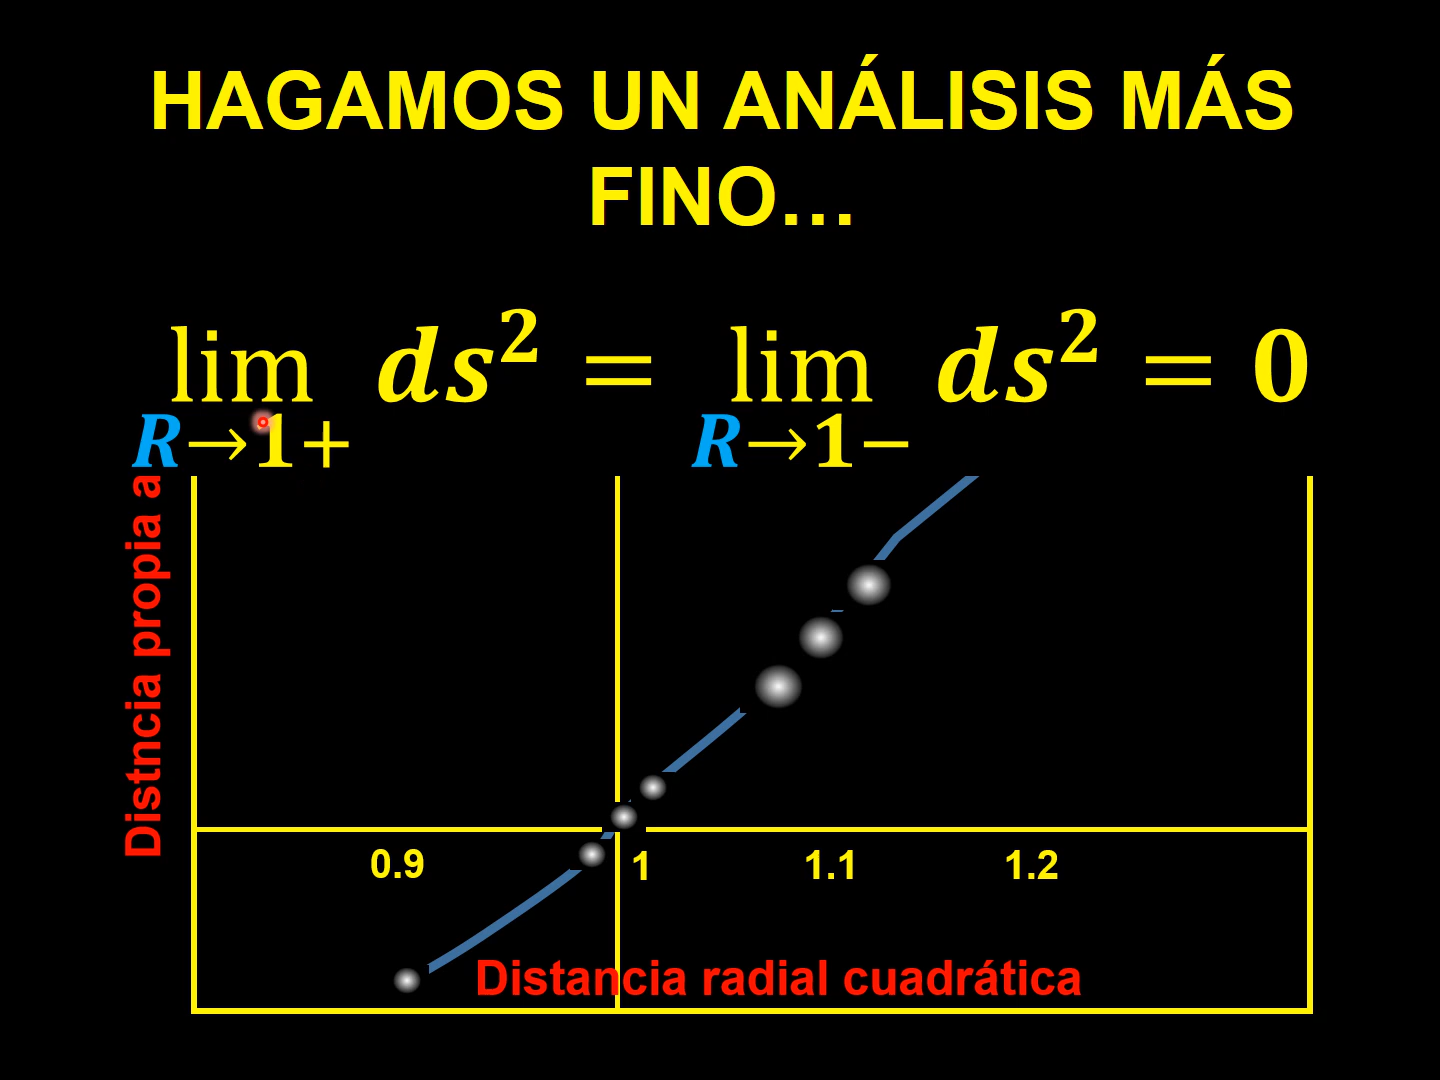 HAGAMOS UN ANÁLISIS MÁS
FINO...
lim ds² = lim ds² = 0
R→1+ R→1−
Distncia propia a
0.9 1 1.1 1.2
Distancia radial cuadrática